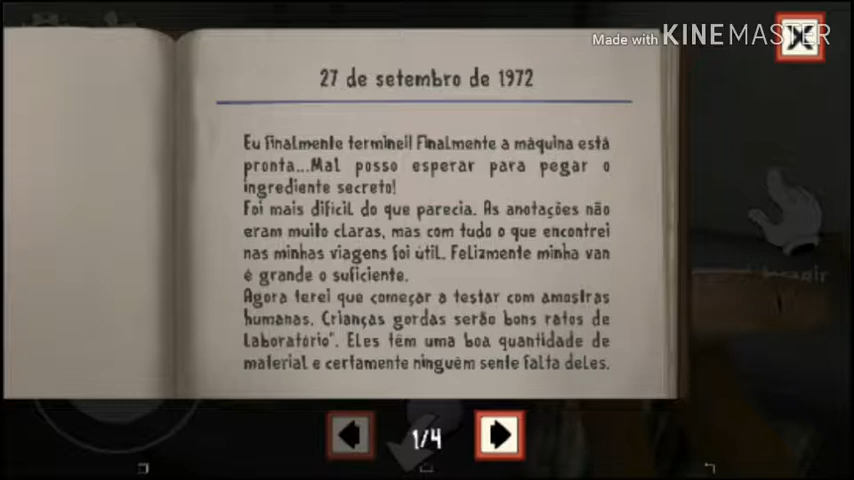 Made with KINEMASTER
27 de setembro de 1972
Eu finalmente terminei! Finalmente a máquina está
pronta...Mal posso esperar para pegar o
ingrediente secreto!
Foi mais difícil do que parecia. As anotações não
eram muito claras, mas com tudo o que encontrei
nas minhas viagens foi útil. Felizmente minha van
é grande o suficiente.
Agora terei que começar a testar com amostras
humanas. Crianças gordas serão bons ratos de
laboratório". Eles têm uma boa quantidade de
material e certamente ninguém sente falta deles.
1/4